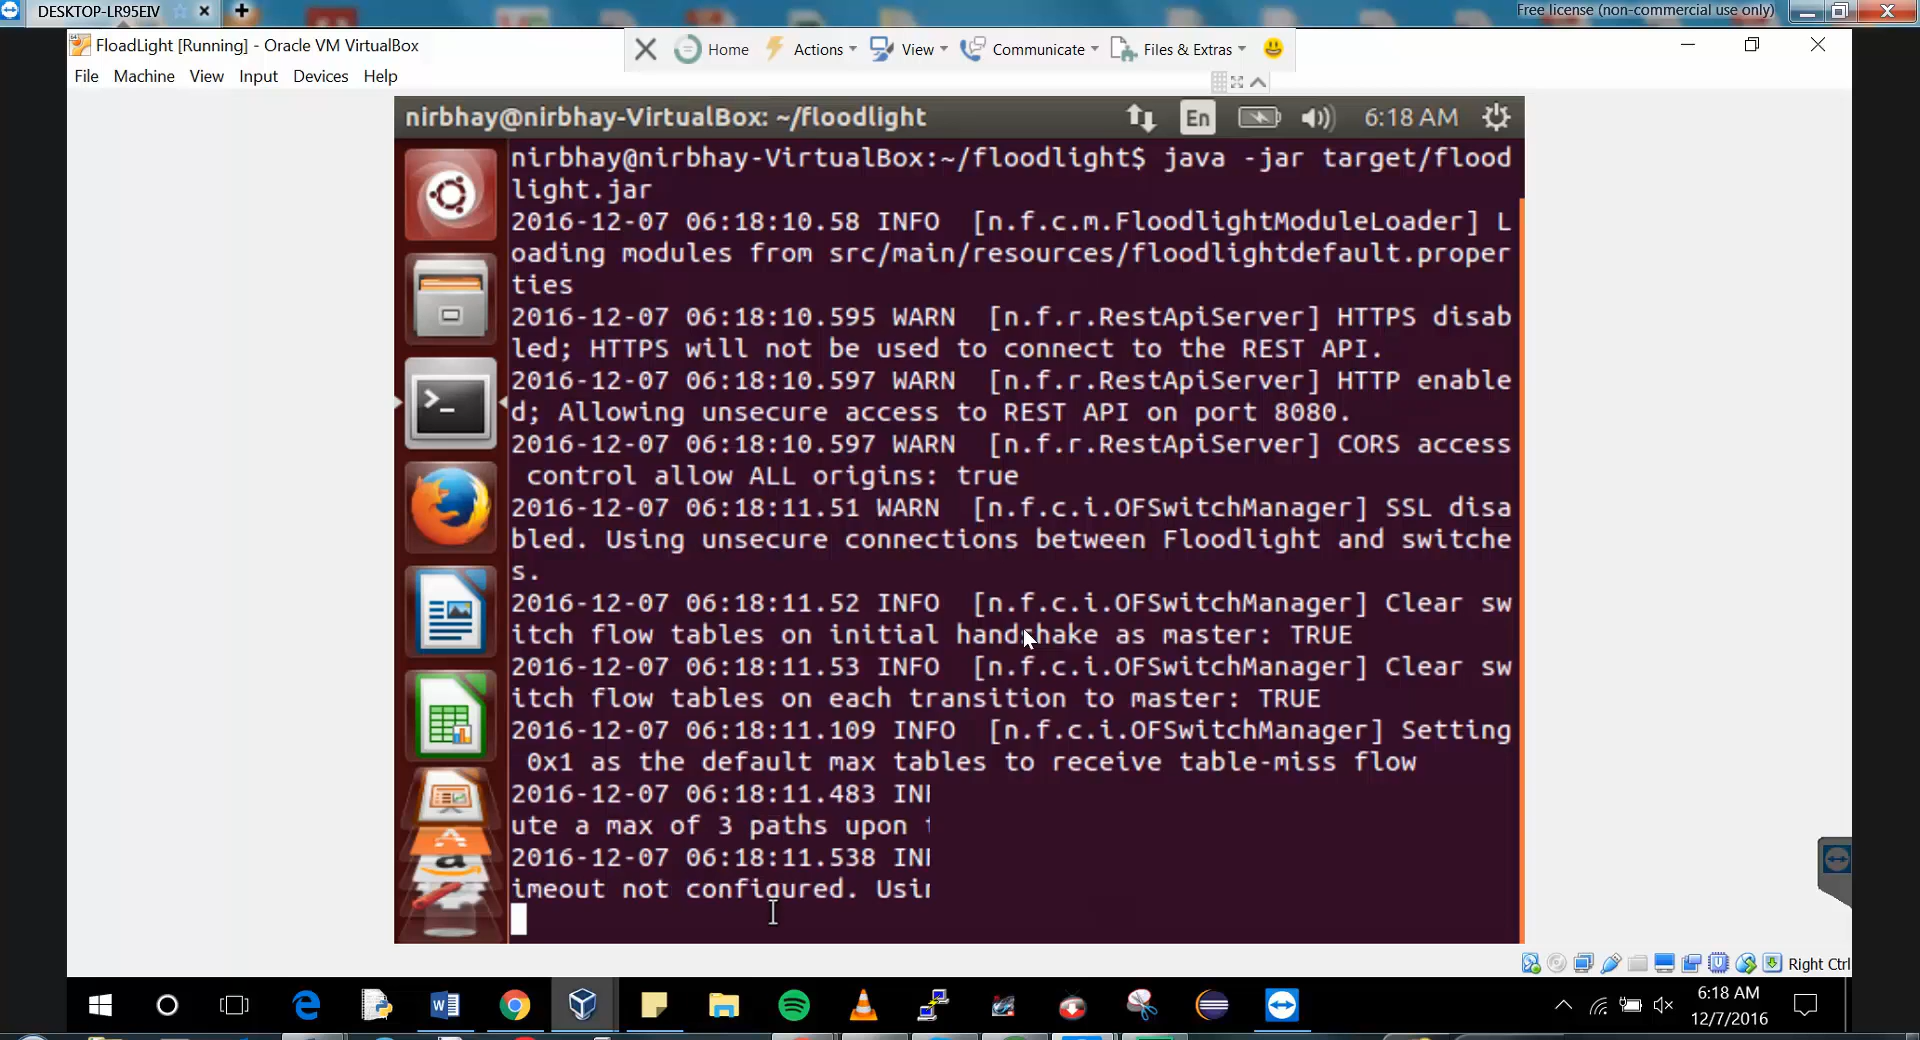 DESKTOP-LR95EIV
Free license (non-commercial use only)
FloadLight [Running] - Oracle VM VirtualBox
Home Actions View Communicate Files & Extras
File Machine View Input Devices Help
nirbhay@nirbhay-VirtualBox: ~/floodlight
En 6:18 AM
nirbhay@nirbhay-VirtualBox:~/floodlight$ java -jar target/flood
light.jar
2016-12-07 06:18:10.58 INFO [n.f.c.m.FloodlightModuleLoader] L
oading modules from src/main/resources/floodlightdefault.proper
ties
2016-12-07 06:18:10.595 WARN [n.f.r.RestApiServer] HTTPS disab
led; HTTPS will not be used to connect to the REST API.
2016-12-07 06:18:10.597 WARN [n.f.r.RestApiServer] HTTP enable
d; Allowing unsecure access to REST API on port 8080.
2016-12-07 06:18:10.597 WARN [n.f.r.RestApiServer] CORS access
control allow ALL origins: true
2016-12-07 06:18:11.51 WARN [n.f.c.i.OFSwitchManager] SSL disa
bled. Using unsecure connections between Floodlight and switche
s.
2016-12-07 06:18:11.52 INFO [n.f.c.i.OFSwitchManager] Clear sw
itch flow tables on initial handshake as master: TRUE
2016-12-07 06:18:11.53 INFO [n.f.c.i.OFSwitchManager] Clear sw
itch flow tables on each transition to master: TRUE
2016-12-07 06:18:11.109 INFO [n.f.c.i.OFSwitchManager] Setting
0x1 as the default max tables to receive table-miss flow
2016-12-07 06:18:11.483
ute a max of 3 paths upon
2016-12-07 06:18:11.538
imeout not configured.
Right Ctrl
6:18 AM
12/7/2016